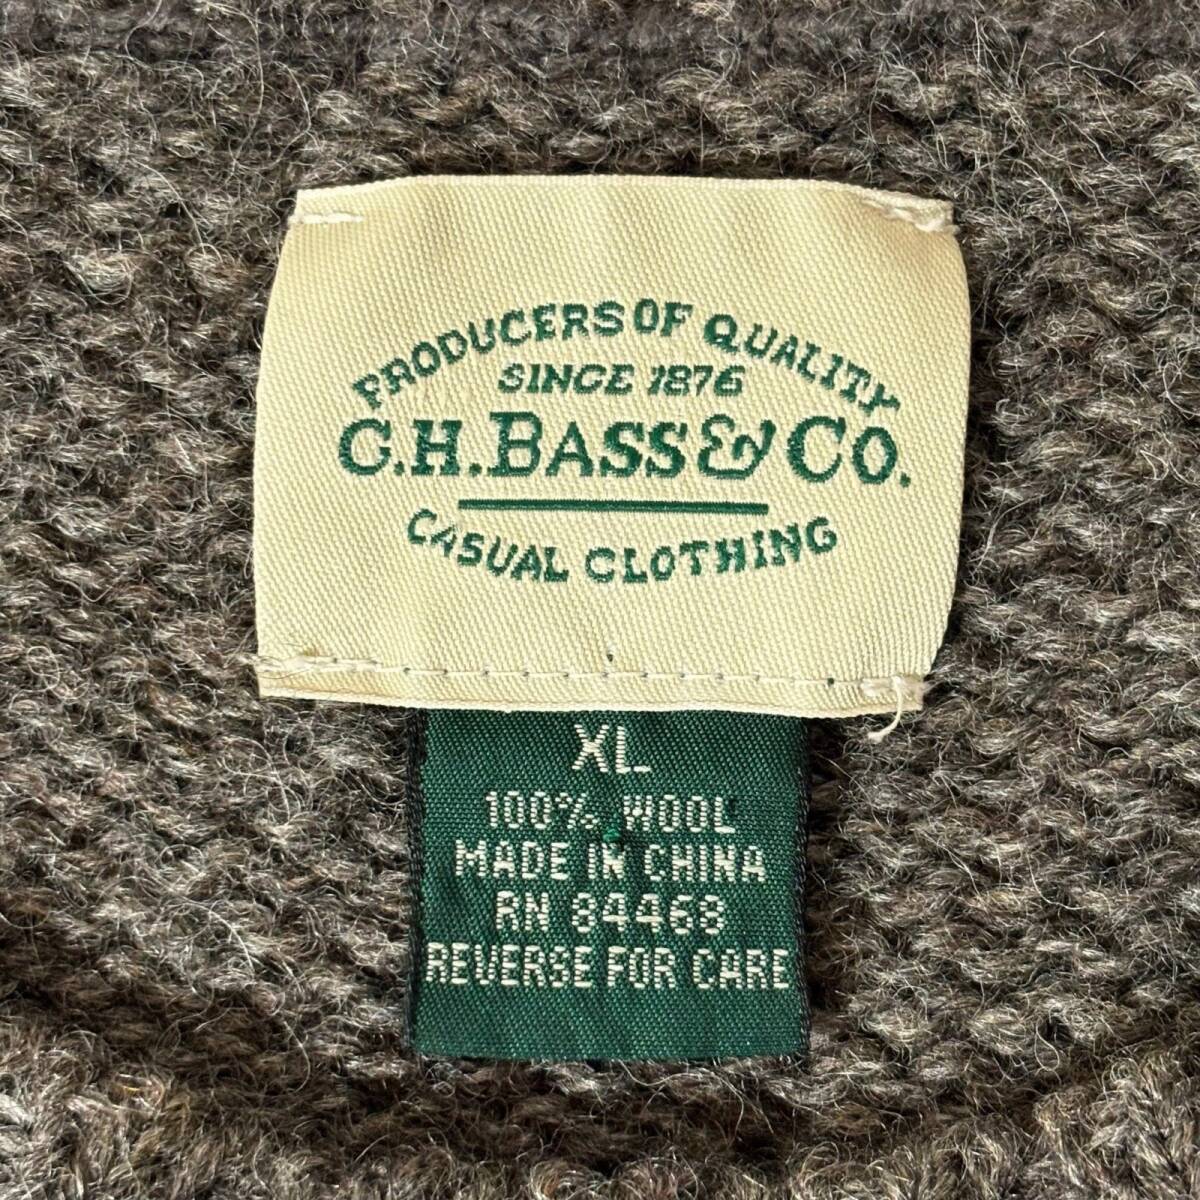 PRODUCERS OF QUALITY
SINCE 1876
C.H. BASS & CO.
CASUAL CLOTHING
XL
100% WOOL
MADE IN CHINA
RN 84468
REVERSE FOR CARE